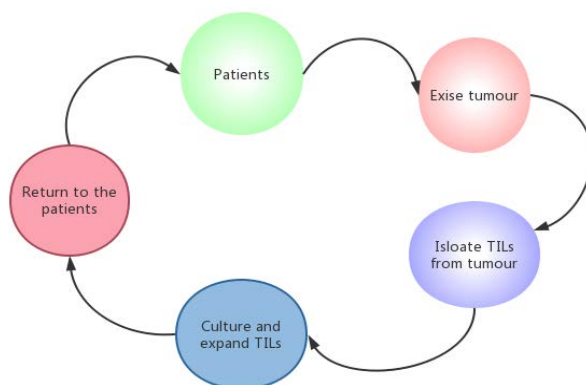 Patients
Exise tumour
Isloate TILs
from tumour
Culture and
expand TILs
Return to the
patients